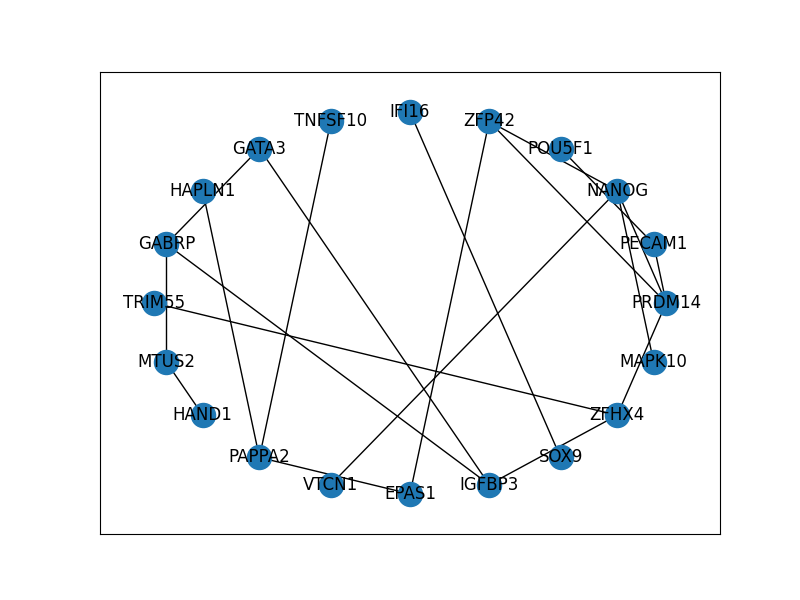 IFI16
TNFSF10
ZFP42
GATA3
POU5F1
HAPLN1
NANOG
GABRP
PECAM1
TRIM55
PRDM14
MTUS2
MAPK10
HAND1
ZFHX4
PAPPA2
SOX9
VTCN1
IGFBP3
EPAS1